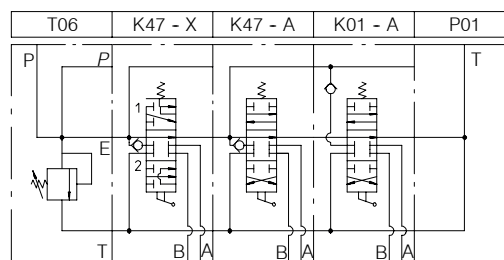 T06 K47 - X K47 - A K01 - A P01
P P T
1
E
2
T B A B A B A